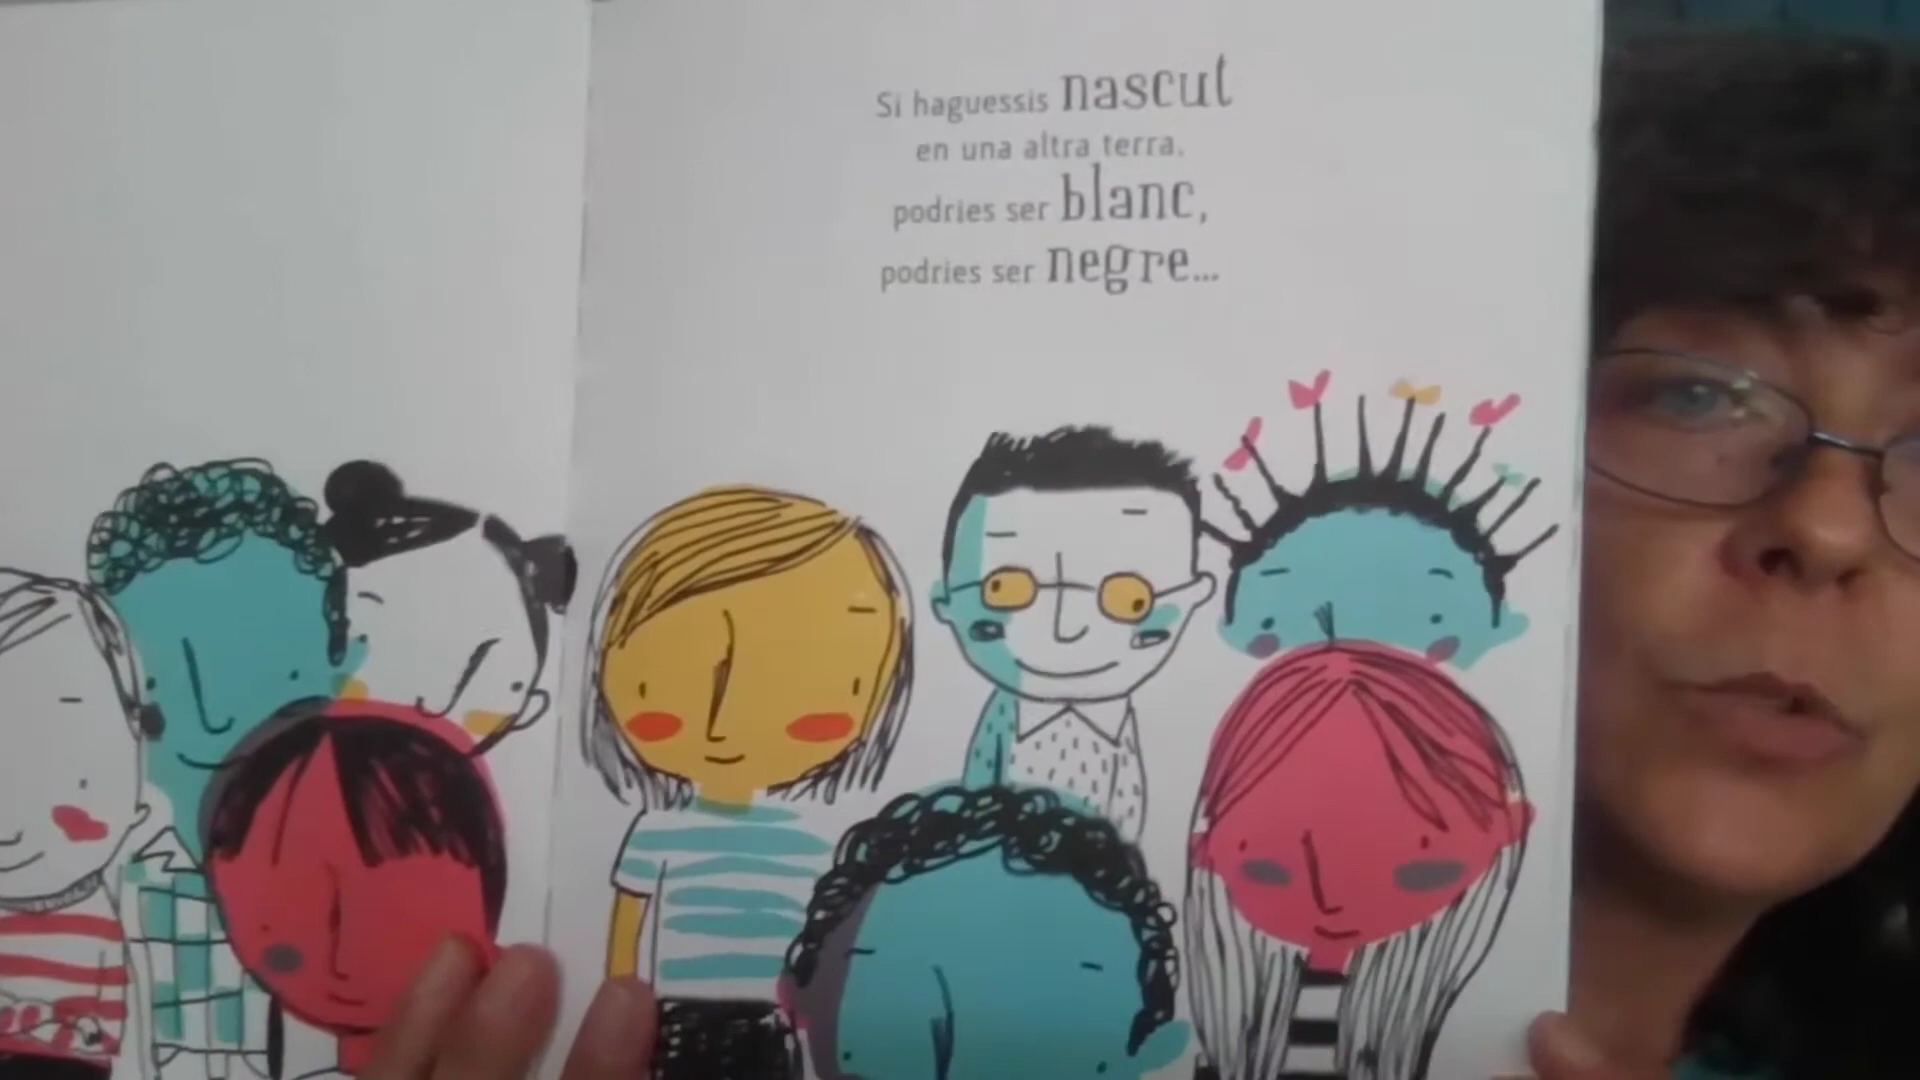 Si haguessis nascut
en una altra terra,
podries ser blanc,
podries ser negre...